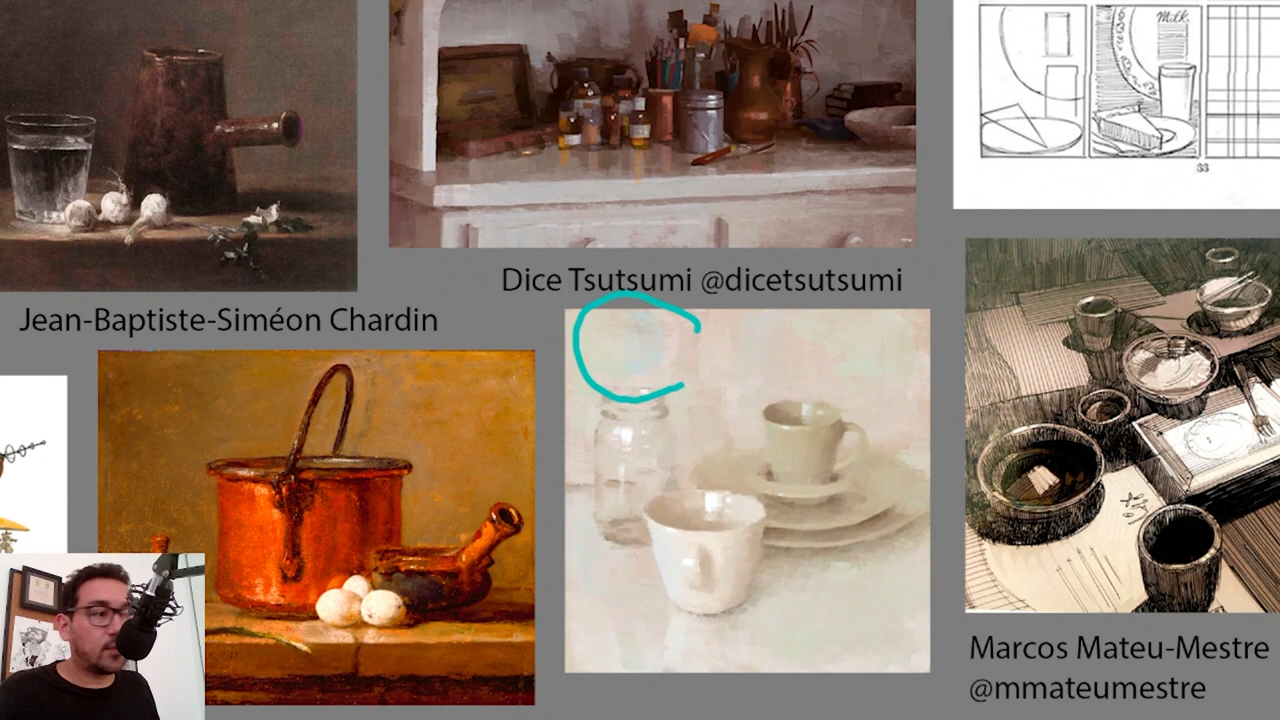 Milk
33
Dice Tsutsumi @dicetsutsumi
Jean-Baptiste-Siméon Chardin
Marcos Mateu-Mestre
@mmateumestre